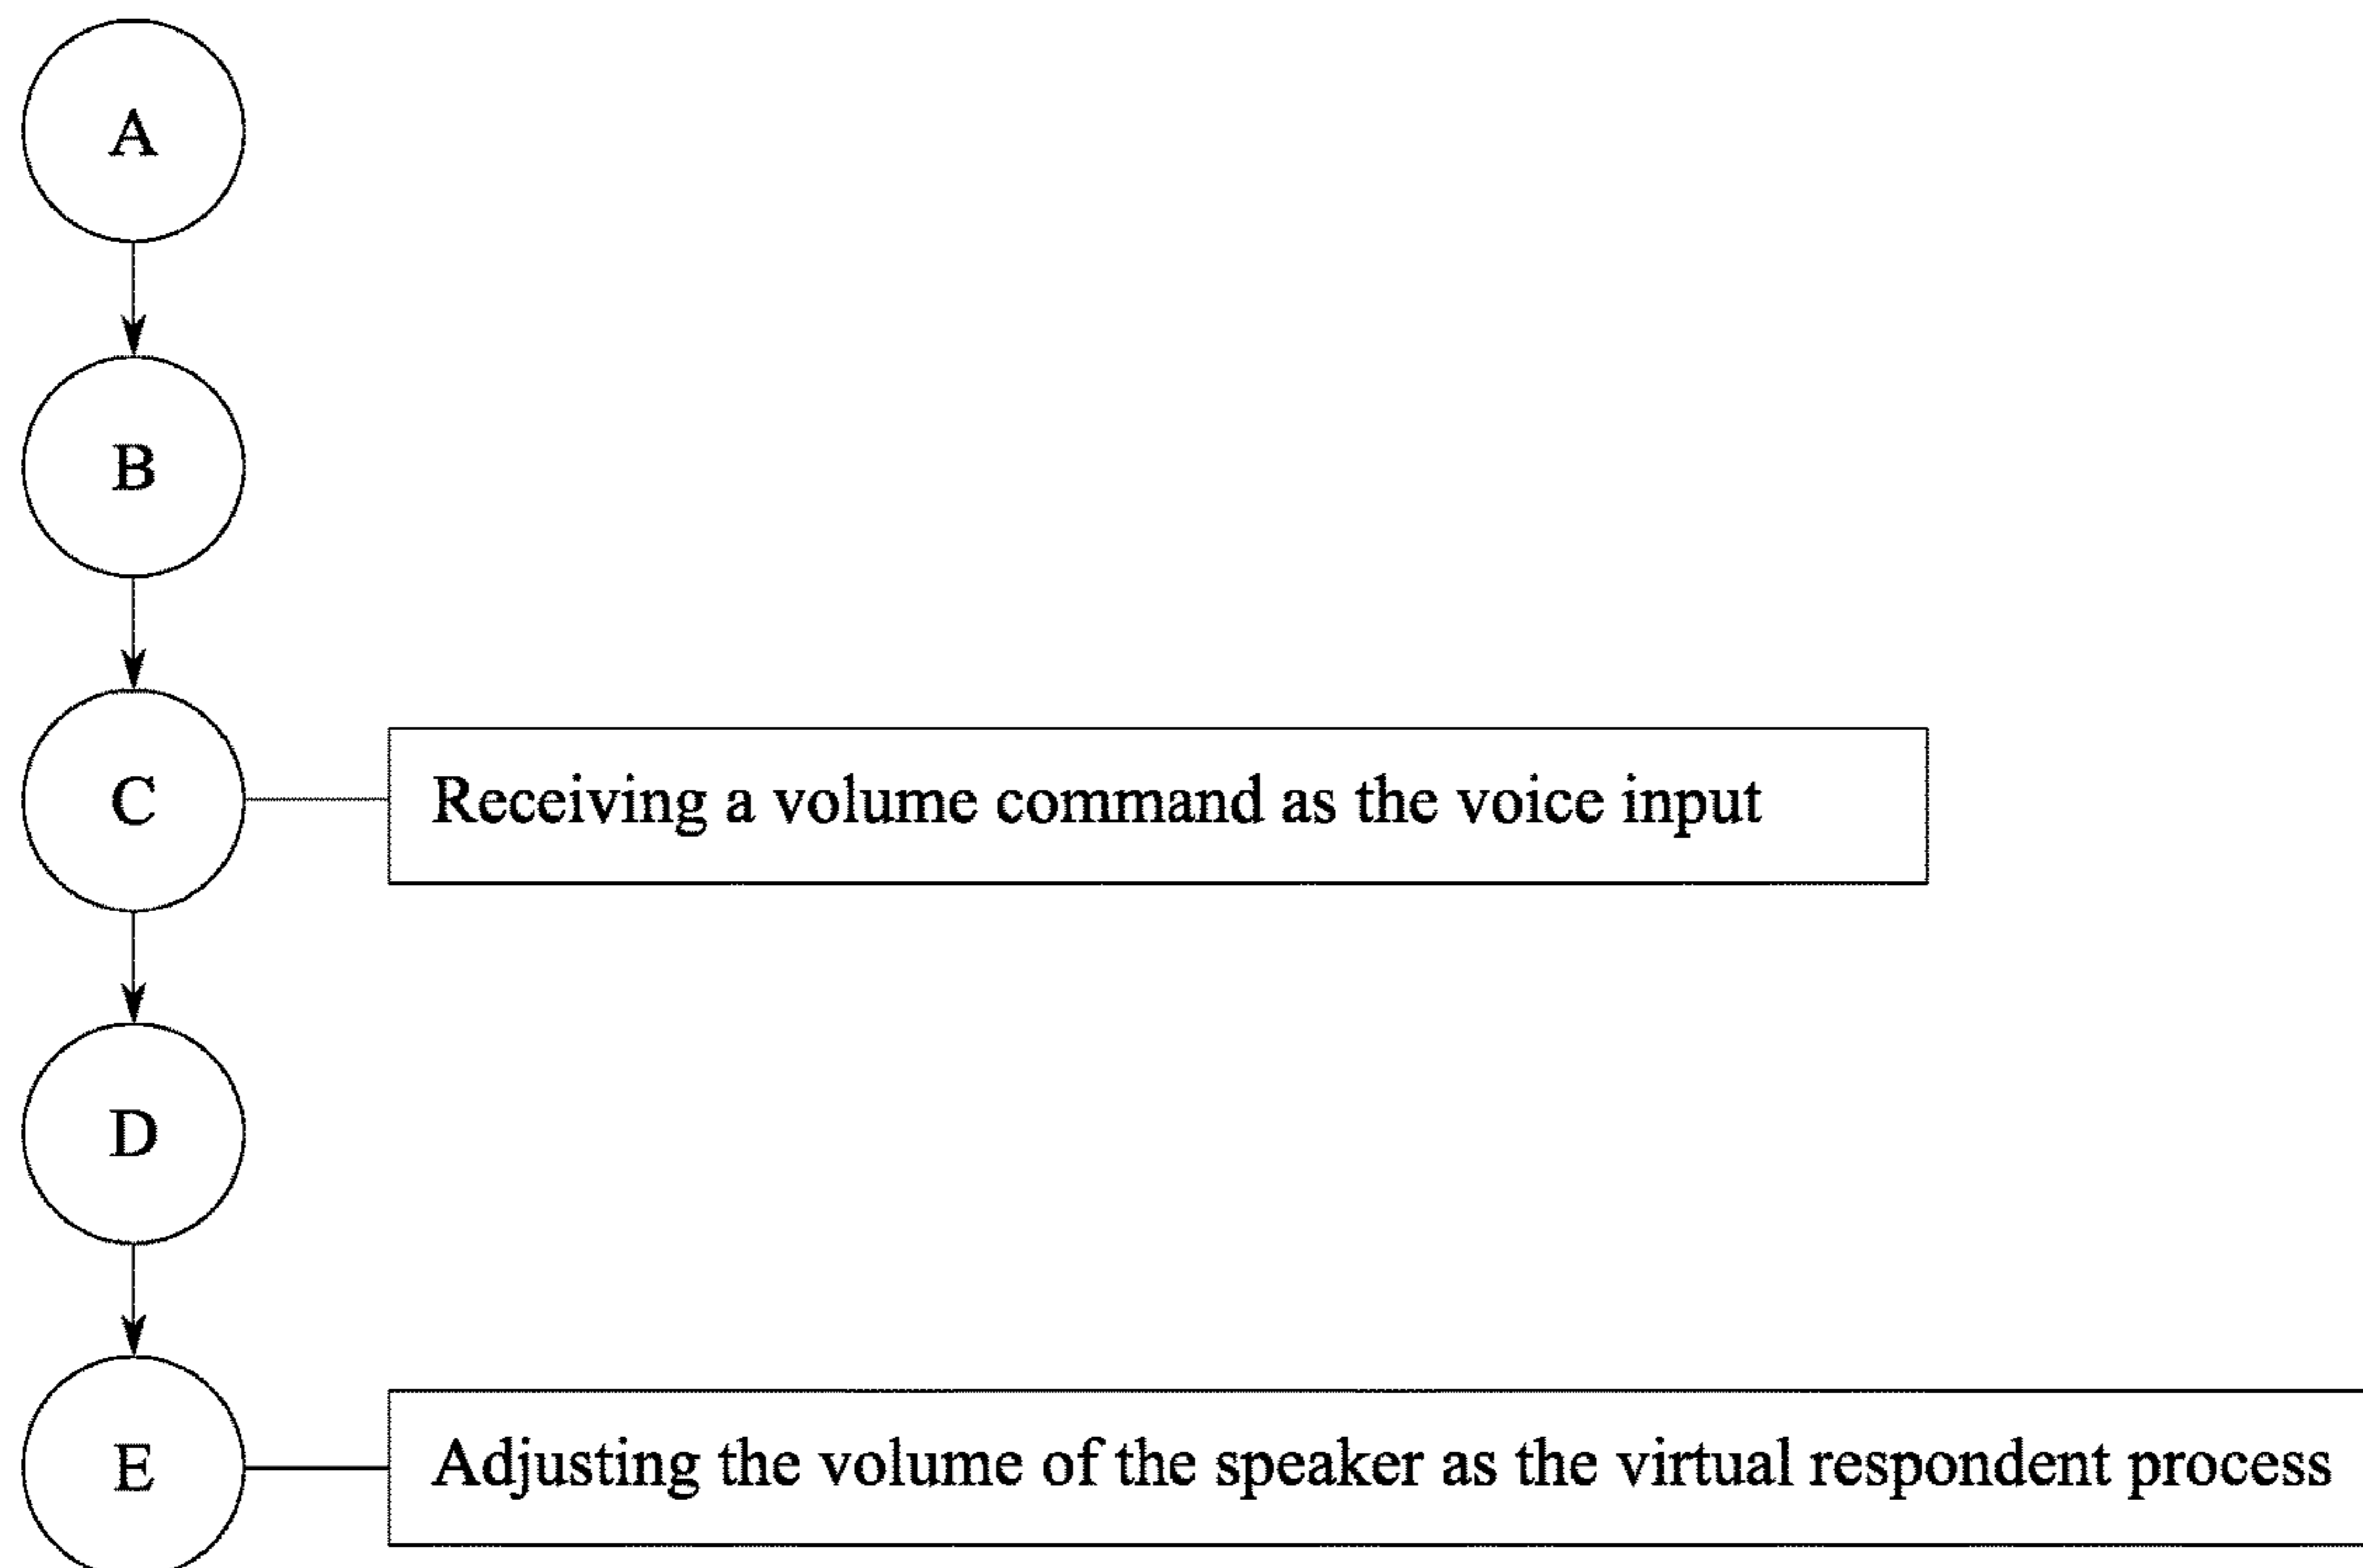 A
B
C
Receiving a volume command as the voice input
D
E
Adjusting the volume of the speaker as the virtual respondent process